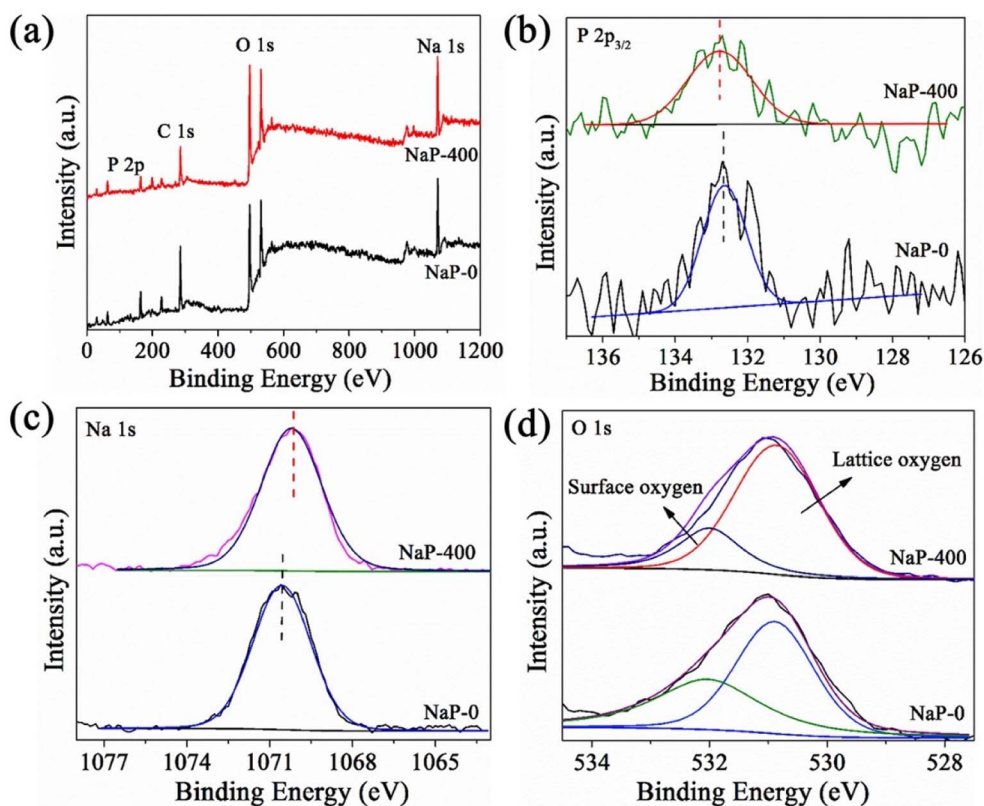 (a)
O 1s
Na 1s
C 1s
P 2p
NaP-400
NaP-0
Intensity (a.u.)
0 200 400 600 800 1000 1200
Binding Energy (eV)
(b)
P 2p3/2
NaP-400
NaP-0
Intensity (a.u.)
136 134 132 130 128 126
Binding Energy (eV)
(c)
Na 1s
NaP-400
NaP-0
Intensity (a.u.)
1077 1074 1071 1068 1065
Binding Energy (eV)
(d)
O 1s
Lattice oxygen
Surface oxygen
NaP-400
NaP-0
Intensity (a.u.)
534 532 530 528
Binding Energy (eV)